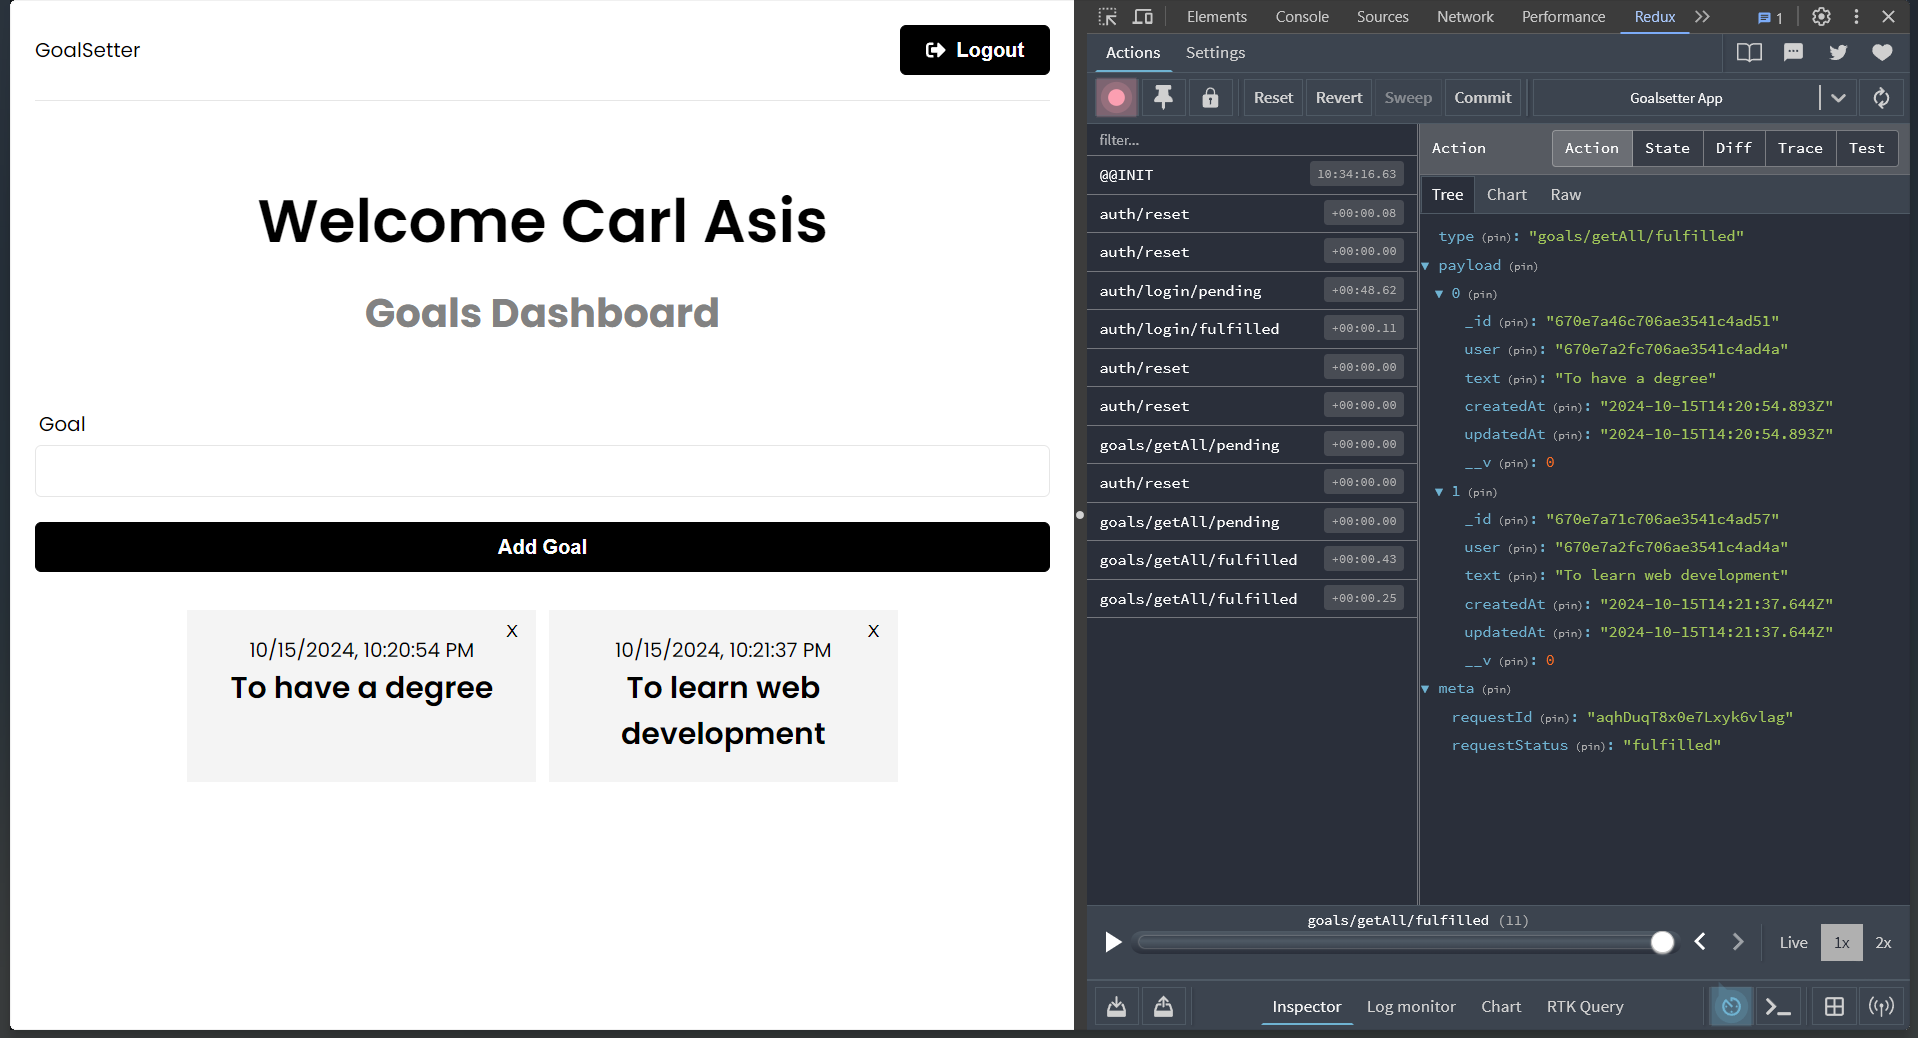 GoalSetter
Logout
Welcome Carl Asis
Goals Dashboard
Goal
Add Goal
X
10/15/2024, 10:20:54 PM
To have a degree
X
10/15/2024, 10:21:37 PM
To learn web
development
Elements Console Sources Network Performance Redux 1
Actions Settings
Reset Revert Sweep Commit Goalsetter App
filter...
@@INIT 10:34:16.63
auth/reset +00:00.08
auth/reset +00:00.00
auth/login/pending +00:48.62
auth/login/fulfilled +00:00.11
auth/reset +00:00.00
auth/reset +00:00.00
goals/getAll/pending +00:00.00
auth/reset +00:00.00
goals/getAll/pending +00:00.00
goals/getAll/fulfilled +00:00.43
goals/getAll/fulfilled +00:00.25
Action Action State Diff Trace Test
Tree Chart Raw
type (pin): "goals/getAll/fulfilled"
payload (pin)
0 (pin)
_id (pin): "670e7a46c706ae3541c4ad51"
user (pin): "670e7a2fc706ae3541c4ad4a"
text (pin): "To have a degree"
createdAt (pin): "2024-10-15T14:20:54.893Z"
updatedAt (pin): "2024-10-15T14:20:54.893Z"
__v (pin): 0
1 (pin)
_id (pin): "670e7a71c706ae3541c4ad57"
user (pin): "670e7a2fc706ae3541c4ad4a"
text (pin): "To learn web development"
createdAt (pin): "2024-10-15T14:21:37.644Z"
updatedAt (pin): "2024-10-15T14:21:37.644Z"
__v (pin): 0
meta (pin)
requestId (pin): "aqhDuqT8x0e7Lxyk6vlag"
requestStatus (pin): "fulfilled"
goals/getAll/fulfilled (11)
Live 1x 2x
Inspector Log monitor Chart RTK Query